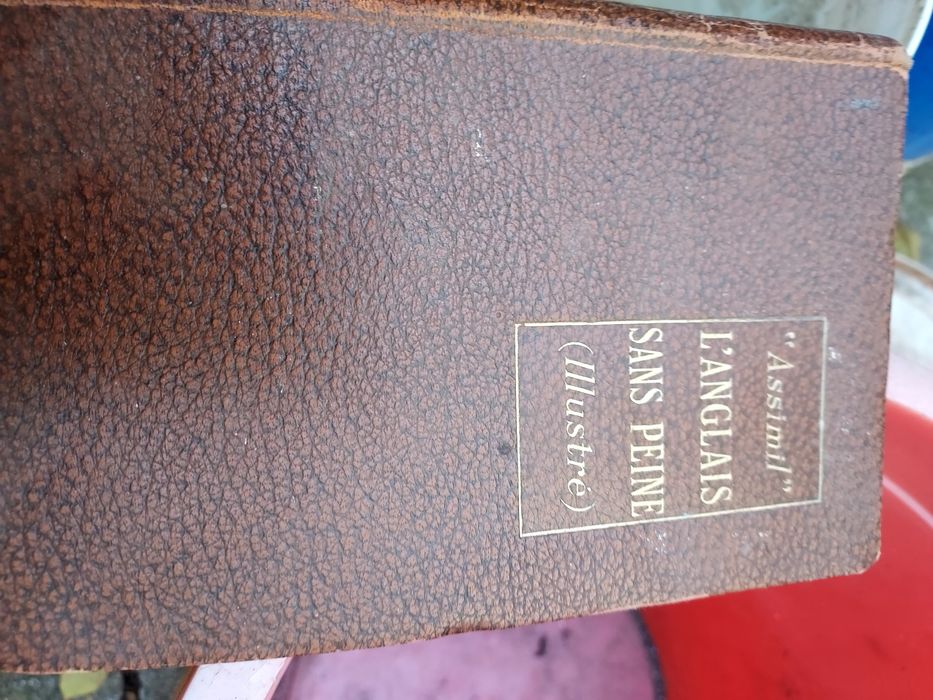 "Assimil"
L'ANGLAIS
SANS PEINE
(Illustré)